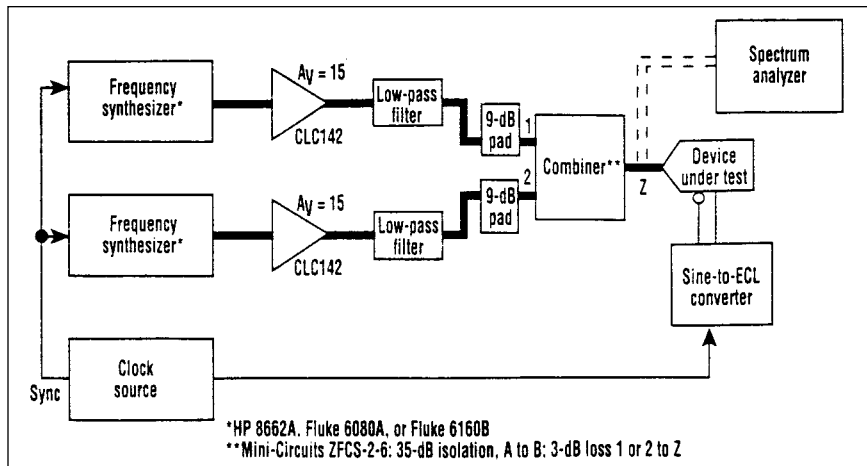 Frequency
synthesizer*
AV = 15
CLC142
Low-pass
filter
9-dB
pad
1
Combiner**
Z
Spectrum
analyzer
Device
under test
Frequency
synthesizer*
AV = 15
CLC142
Low-pass
filter
9-dB
pad
2
Sine-to-ECL
converter
Sync
Clock
source
*HP 8662A, Fluke 6080A, or Fluke 6160B
**Mini-Circuits ZFCS-2-6: 35-dB isolation, A to B: 3-dB loss 1 or 2 to Z